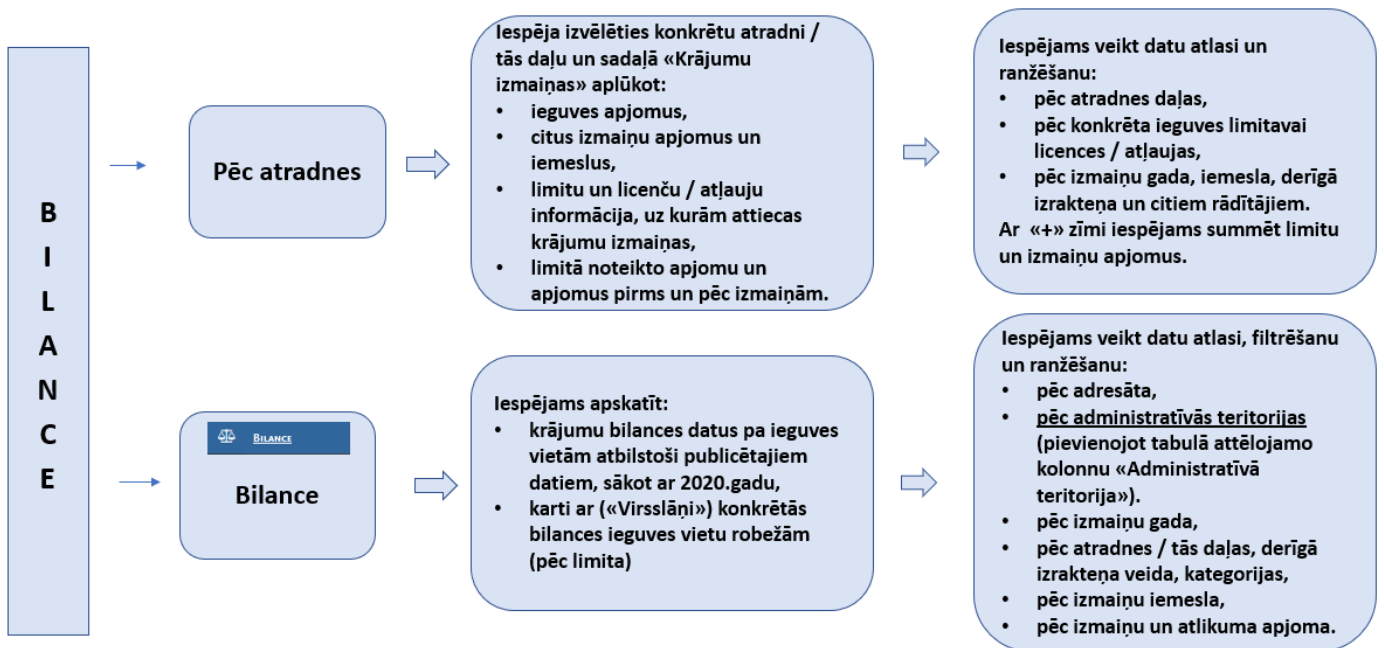 BILANCE
Pēc atradnes
Iespēja izvēlēties konkrētu atradni /
tās daļu un sadaļā «Krājumu
izmaiņas» aplūkot:
• ieguves apjomus,
• citus izmaiņu apjomus un
iemeslus,
• limitu un licenču / atļauju
informācija, uz kurām attiecas
krājumu izmaiņas,
• limitā noteikto apjomu un
apjomus pirms un pēc izmaiņām.
Iespējams veikt datu atlasi un
ranžēšanu:
• pēc atradnes daļas,
• pēc konkrēta ieguves limitavai
licences / atļaujas,
• pēc izmaiņu gada, iemesla, derīgā
izrakteņa un citiem rādītājiem.
Ar «+» zīmi iespējams summēt limitu
un izmaiņu apjomus.
BILANCE
Bilance
Iespējams apskatīt:
• krājumu bilances datus pa ieguves
vietām atbilstoši publicētajiem
datiem, sākot ar 2020.gadu,
• karti ar («Virsslāņi») konkrētās
bilances ieguves vietu robežām
(pēc limita)
Iespējams veikt datu atlasi, filtrēšanu
un ranžēšanu:
• pēc adresāta,
• pēc administratīvās teritorijas
(pievienojot tabulā attēlojamo
kolonnu «Administratīvā
teritorija»).
• pēc izmaiņu gada,
• pēc atradnes / tās daļas, derīgā
izrakteņa veida, kategorijas,
• pēc izmaiņu iemesla,
• pēc izmaiņu un atlikuma apjoma.